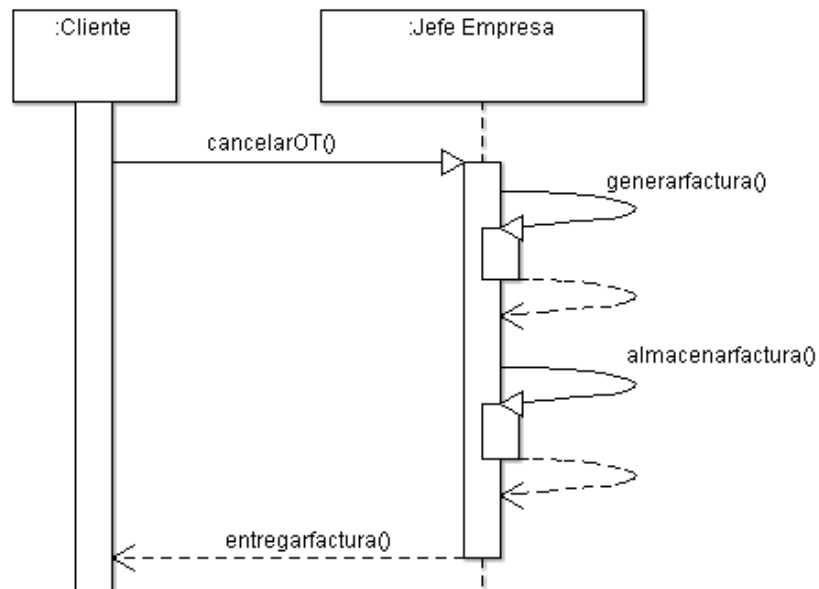 :Cliente
:Jefe Empresa
cancelarOT()
generarfactura()
almacenarfactura()
entregarfactura()